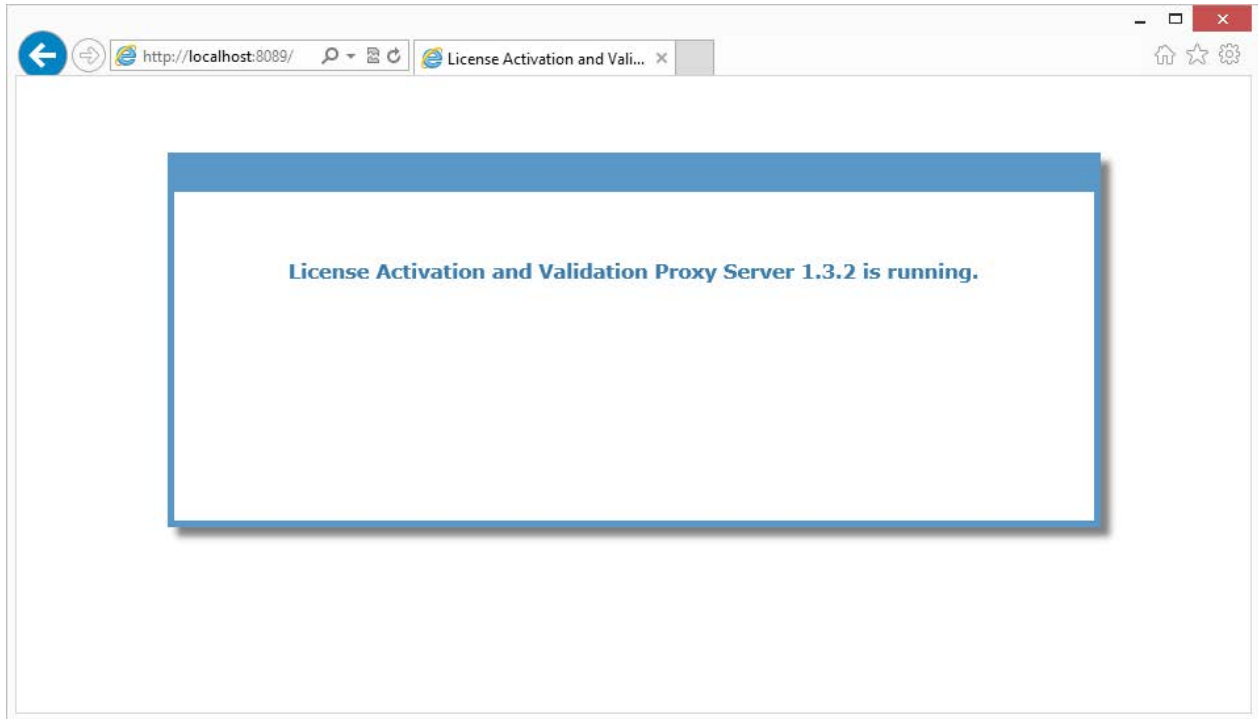 http://localhost:8089/
License Activation and Vali...
License Activation and Validation Proxy Server 1.3.2 is running.